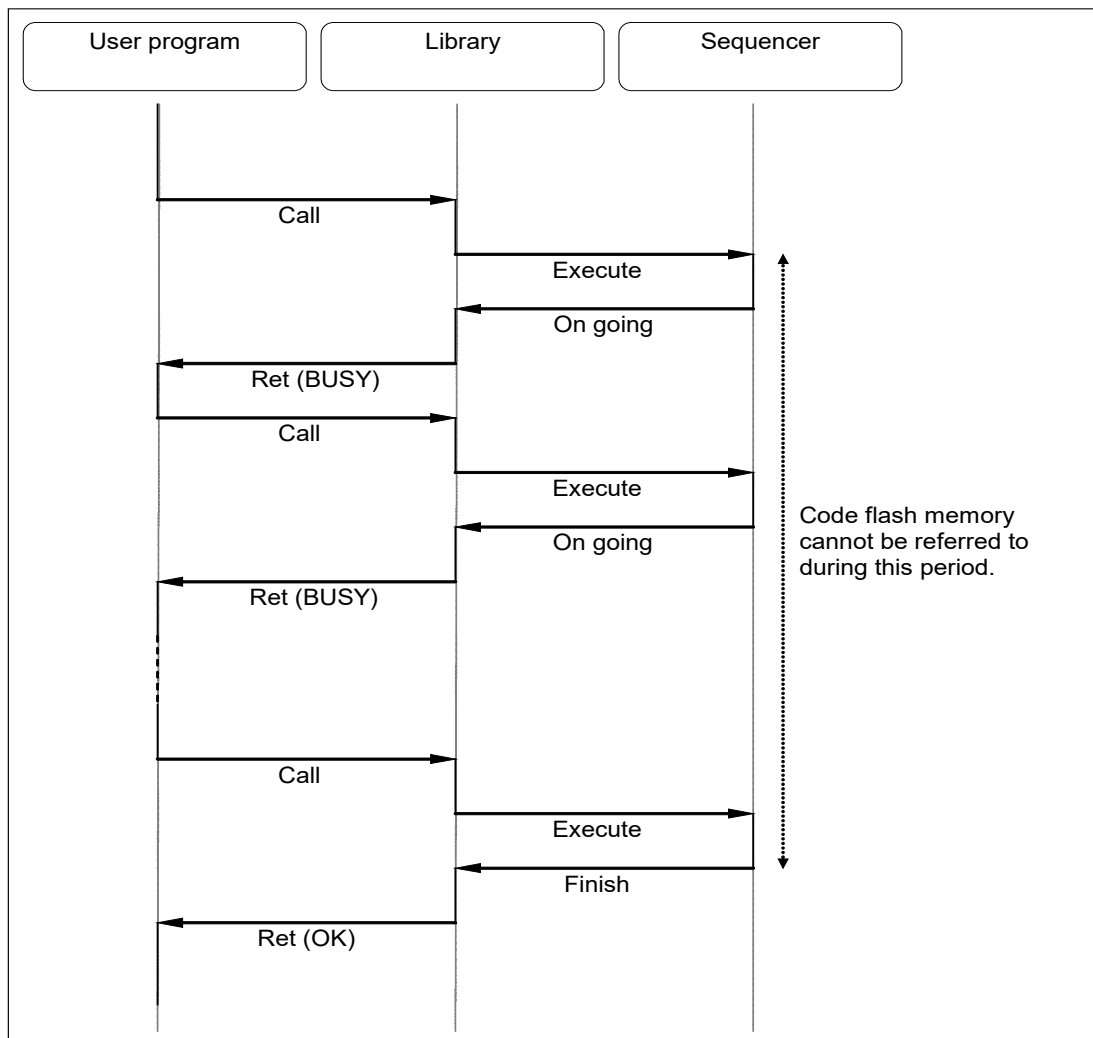 User program
Library
Sequencer
Call
Execute
On going
Ret (BUSY)
Call
Execute
On going
Code flash memory
cannot be referred to
during this period.
Ret (BUSY)
Call
Execute
Finish
Ret (OK)